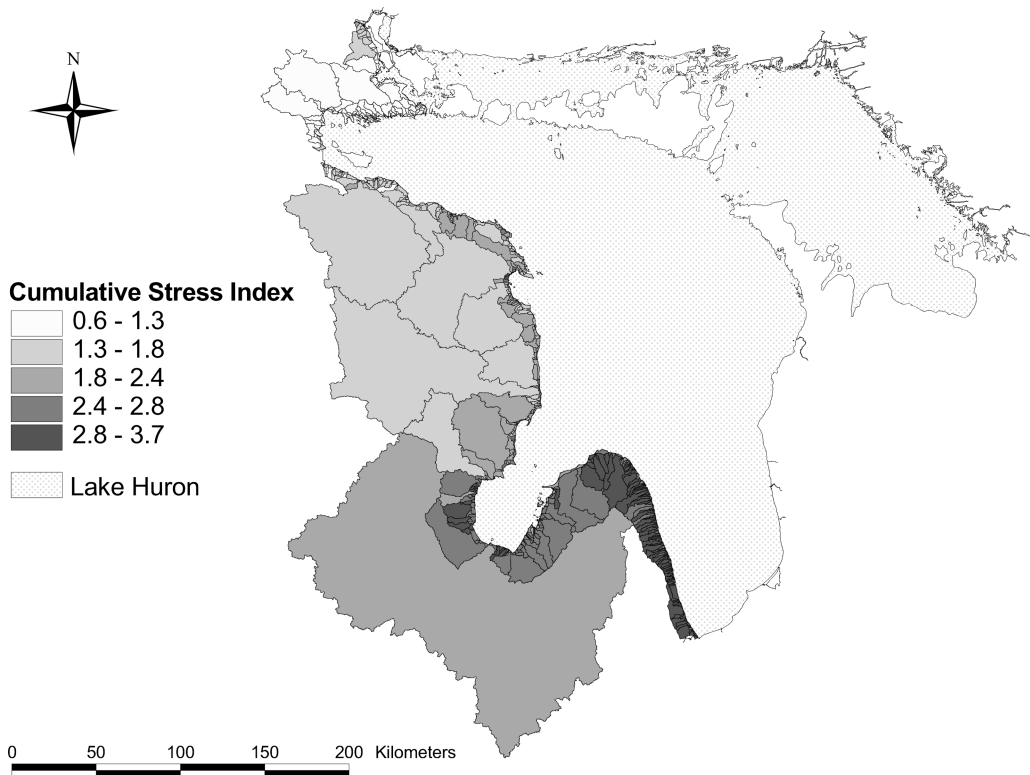 N
Cumulative Stress Index
0.6 - 1.3
1.3 - 1.8
1.8 - 2.4
2.4 - 2.8
2.8 - 3.7
Lake Huron
0 50 100 150 200 Kilometers